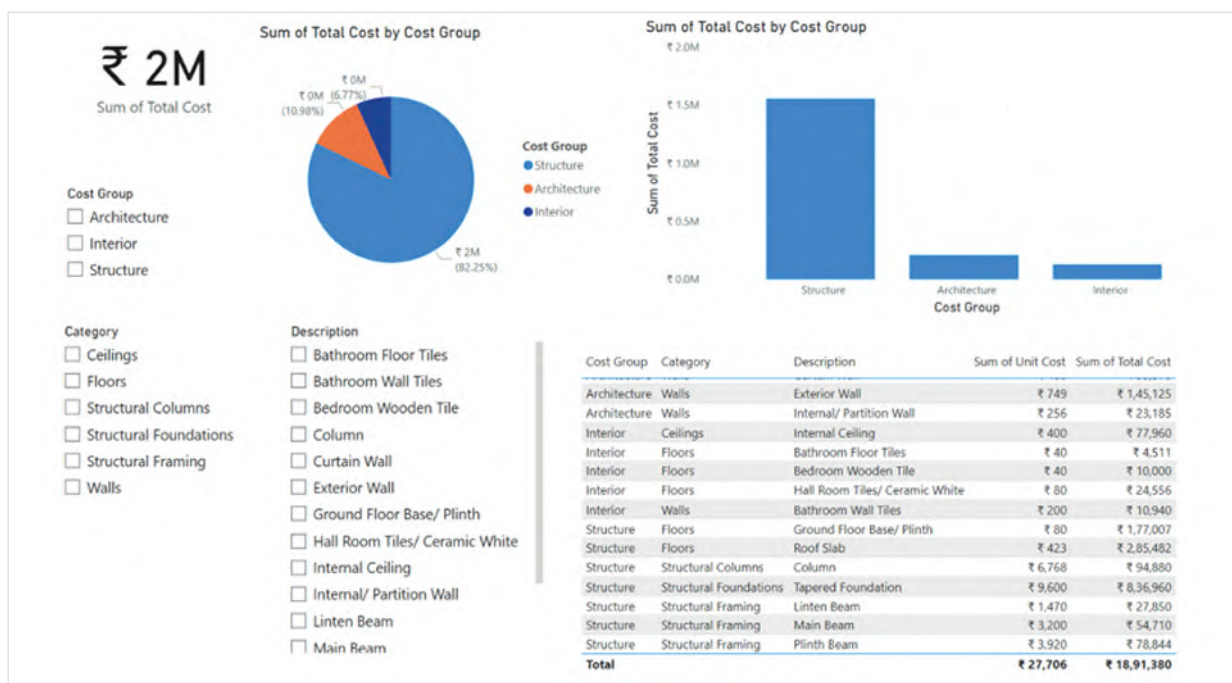 ₹ 2M
Sum of Total Cost
Sum of Total Cost by Cost Group
₹ 0M
(6.77%)
₹ 0M
(10.98%)
₹ 2M
(82.25%)
Cost Group
Structure
Architecture
Interior
Sum of Total Cost by Cost Group
₹ 2.0M
₹ 1.5M
₹ 1.0M
₹ 0.5M
₹ 0.0M
Sum of Total Cost
Structure Architecture Interior
Cost Group
Cost Group
Architecture
Interior
Structure
Category
Ceilings
Floors
Structural Columns
Structural Foundations
Structural Framing
Walls
Description
Bathroom Floor Tiles
Bathroom Wall Tiles
Bedroom Wooden Tile
Column
Curtain Wall
Exterior Wall
Ground Floor Base/ Plinth
Hall Room Tiles/ Ceramic White
Internal Ceiling
Internal/ Partition Wall
Linten Beam
Main Beam
Cost Group Category Description Sum of Unit Cost Sum of Total Cost
Architecture Walls Exterior Wall ₹ 749 ₹ 1,45,125
Architecture Walls Internal/ Partition Wall ₹ 256 ₹ 23,185
Interior Ceilings Internal Ceiling ₹ 400 ₹ 77,960
Interior Floors Bathroom Floor Tiles ₹ 40 ₹ 4,511
Interior Floors Bedroom Wooden Tile ₹ 40 ₹ 10,000
Interior Floors Hall Room Tiles/ Ceramic White ₹ 80 ₹ 24,556
Interior Walls Bathroom Wall Tiles ₹ 200 ₹ 10,940
Structure Floors Ground Floor Base/ Plinth ₹ 80 ₹ 1,77,007
Structure Floors Roof Slab ₹ 423 ₹ 2,85,482
Structure Structural Columns Column ₹ 6,768 ₹ 94,880
Structure Structural Foundations Tapered Foundation ₹ 9,600 ₹ 8,36,960
Structure Structural Framing Linten Beam ₹ 1,470 ₹ 27,850
Structure Structural Framing Main Beam ₹ 3,200 ₹ 54,710
Structure Structural Framing Plinth Beam ₹ 3,920 ₹ 78,844
Total ₹ 27,706 ₹ 18,91,380